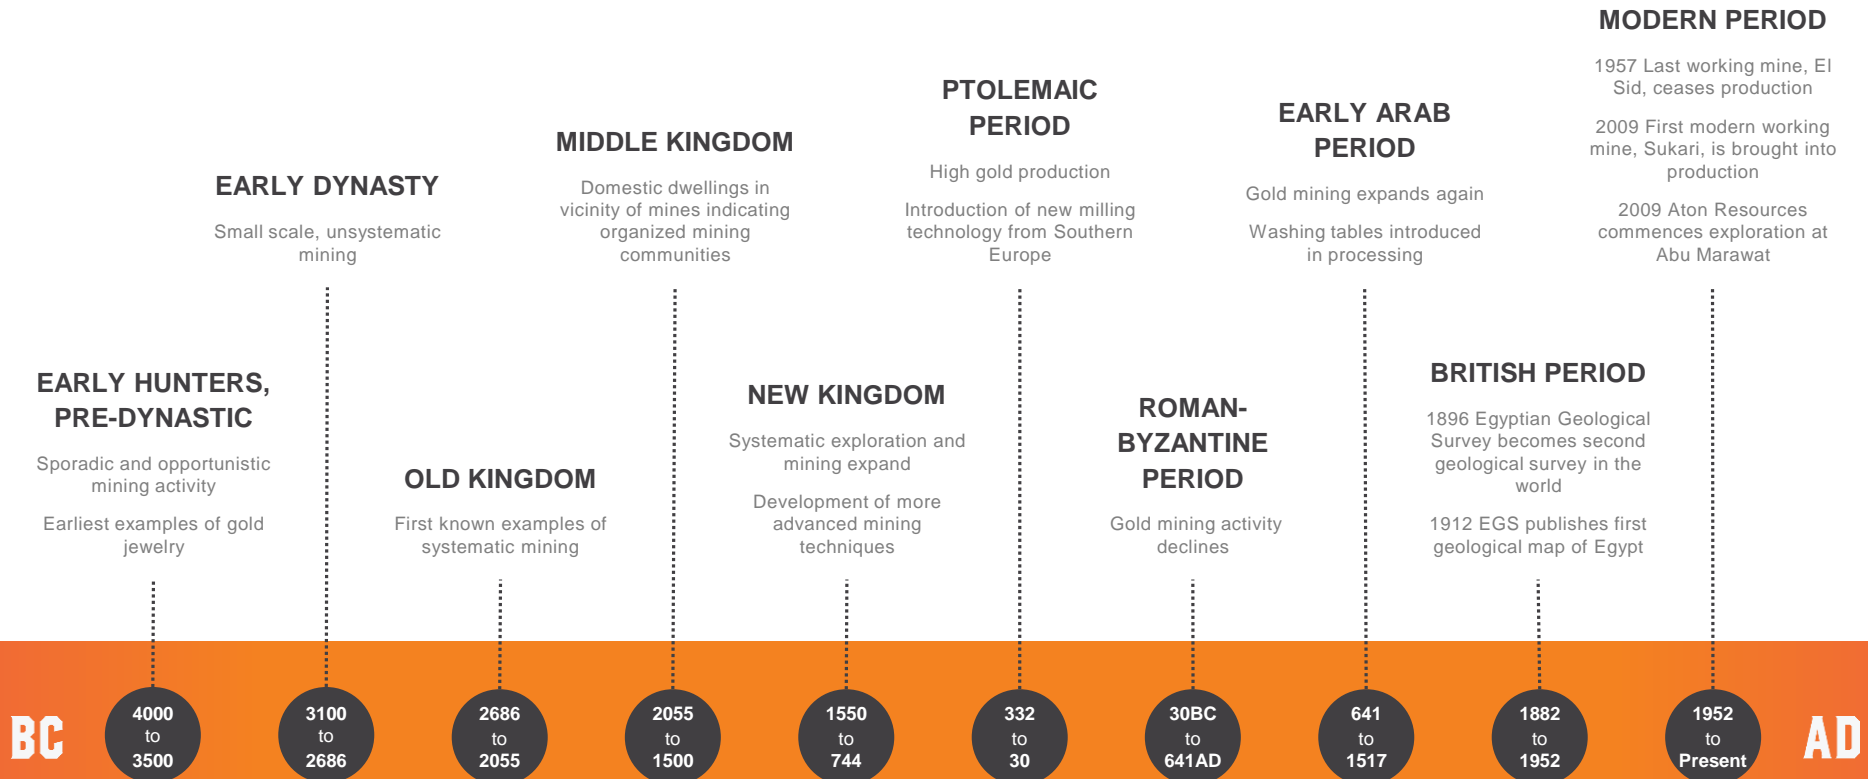 EARLY HUNTERS,
PRE-DYNASTIC
Sporadic and opportunistic
mining activity
Earliest examples of gold
jewelry
EARLY DYNASTY
Small scale, unsystematic
mining
OLD KINGDOM
First known examples of
systematic mining
MIDDLE KINGDOM
Domestic dwellings in
vicinity of mines indicating
organized mining
communities
NEW KINGDOM
Systematic exploration and
mining expand
Development of more
advanced mining
techniques
PTOLEMAIC
PERIOD
High gold production
Introduction of new milling
technology from Southern
Europe
ROMAN-
BYZANTINE
PERIOD
Gold mining activity
declines
EARLY ARAB
PERIOD
Gold mining expands again
Washing tables introduced
in processing
BRITISH PERIOD
1896 Egyptian Geological
Survey becomes second
geological survey in the
world
1912 EGS publishes first
geological map of Egypt
MODERN PERIOD
1957 Last working mine, El
Sid, ceases production
2009 First modern working
mine, Sukari, is brought into
production
2009 Aton Resources
commences exploration at
Abu Marawat
BC
4000
to
3500
3100
to
2686
2686
to
2055
2055
to
1500
1550
to
744
332
to
30
30BC
to
641AD
641
to
1517
1882
to
1952
1952
to
Present
AD